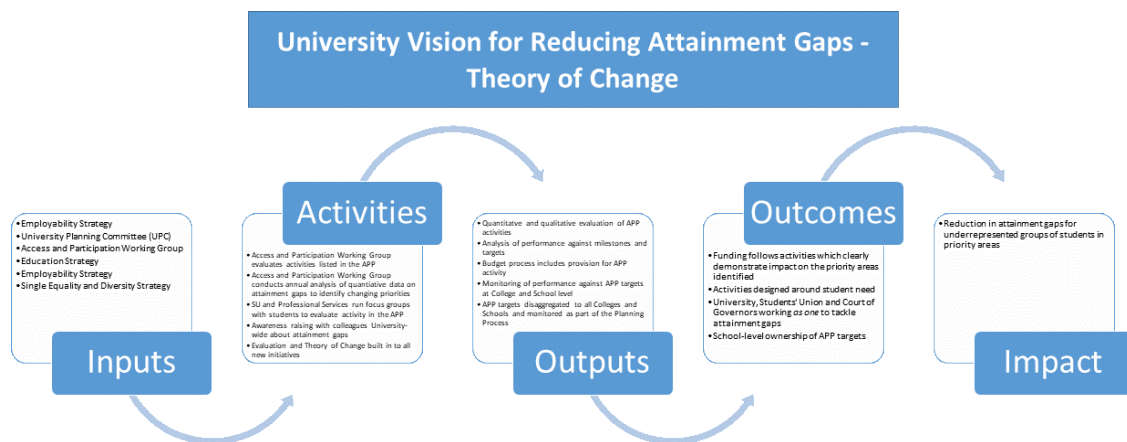 University Vision for Reducing Attainment Gaps -
Theory of Change
• Employability Strategy
• University Planning Committee (UPC)
• Access and Participation Working Group
• Education Strategy
• Employability Strategy
• Single Equality and Diversity Strategy
Inputs
Activities
• Access and Participation Working Group
evaluates activities listed in the APP
• Access and Participation Working Group
conducts annual analysis of quantative data on
attainment gaps to identify changing priorities
• SU and Professional Services run focus groups
with students to evaluate activity in the APP
• Awareness raising with colleagues University-
wide about attainment gaps
• Evaluation and Theory of Change built in to all
new initiatives
• Quantitatve and qualitative evaluation of APP
activities
• Analysis of performance against milestones and
targets
• Budget process includes provision for APP
activity
• Monitoring of performance against APP targets
at College and School level
• APP targets disaggregated to all Colleges and
Schools and monitored as part of the Planning
Process
Outputs
Outcomes
• Funding follows activities which clearly
demonstrate impact on the priority areas
identified
• Activities designed around student need
• University, Students' Union and Court of
Governors working as one to tackle
attainment gaps
• School-level ownership of APP targets
• Reduction in attainment gaps for
underrepresented groups of students in
priority areas
Impact